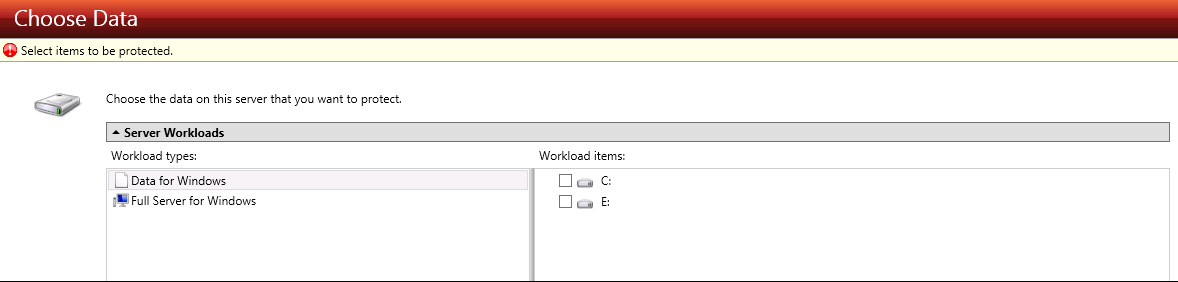 Choose Data
Select items to be protected.
Choose the data on this server that you want to protect.
Server Workloads
Workload types:
Workload items:
Data for Windows
C:
Full Server for Windows
E: